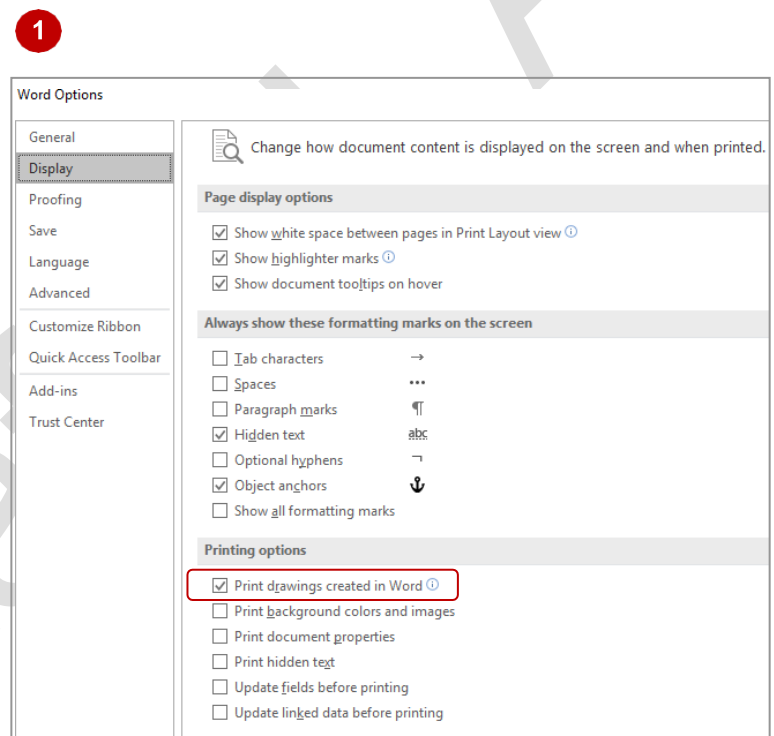 1
Word Options
General
Display
Proofing
Save
Language
Advanced
Customize Ribbon
Quick Access Toolbar
Add-ins
Trust Center
Change how document content is displayed on the screen and when printed.
Page display options
Show white space between pages in Print Layout view
Show highlighter marks
Show document tooltips on hover
Always show these formatting marks on the screen
Tab characters →
Spaces •••
Paragraph marks ¶
Hidden text abc
Optional hyphens ¬
Object anchors
Show all formatting marks
Printing options
Print drawings created in Word
Print background colors and images
Print document properties
Print hidden text
Update fields before printing
Update linked data before printing